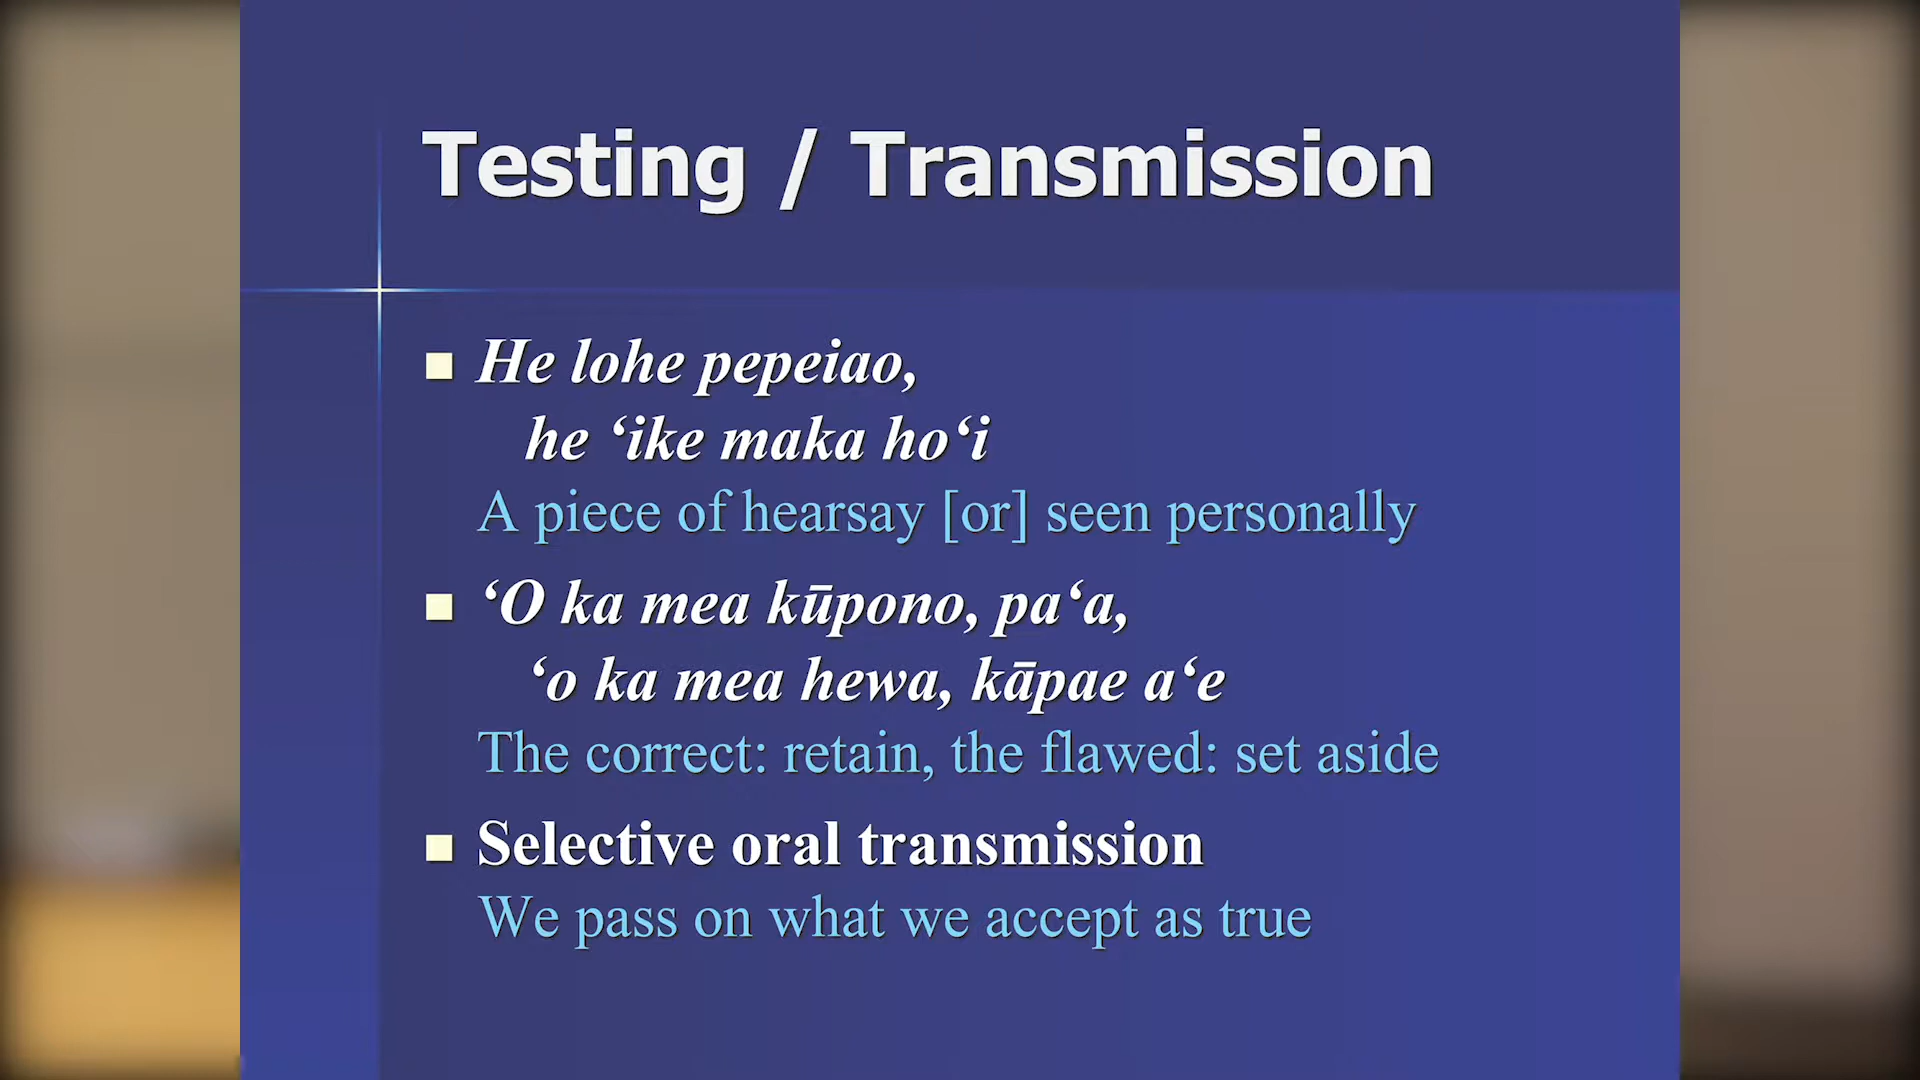 Testing / Transmission
He lohe pepeiao,
he ʻike maka hoʻi
A piece of hearsay [or] seen personally
ʻO ka mea kūpono, paʻa,
ʻo ka mea hewa, kāpae aʻe
The correct: retain, the flawed: set aside
Selective oral transmission
We pass on what we accept as true